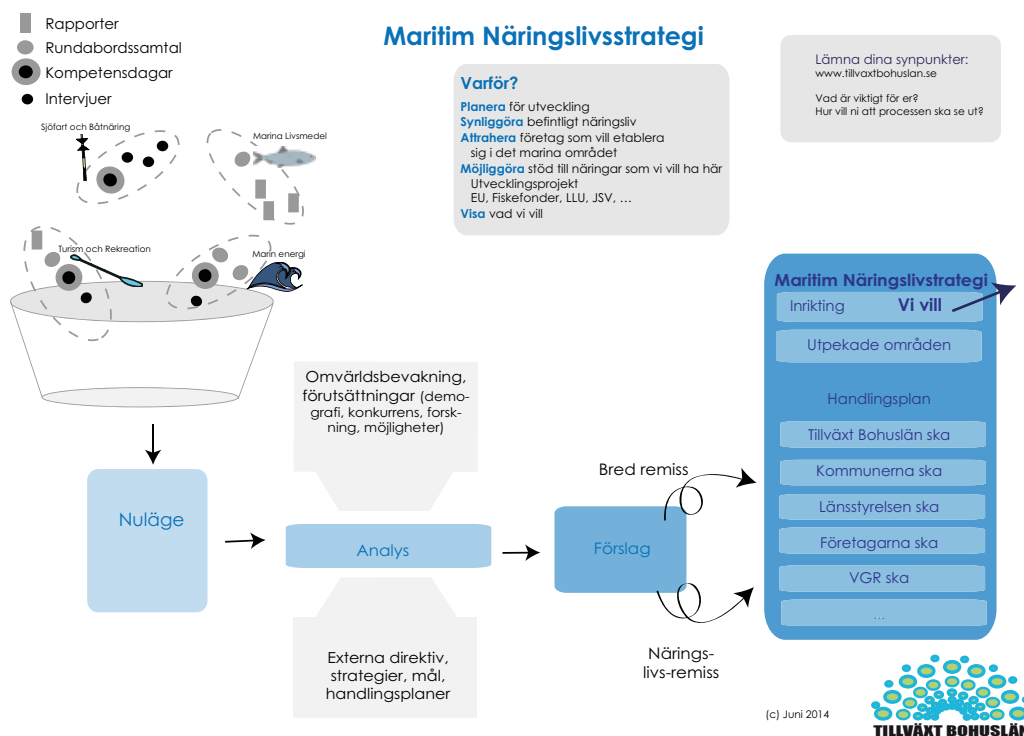 Rapporter
Rundabordssamtal
Kompetensdagar
Intervjuer
Maritim Näringslivsstrategi
Varför?
Planera för utveckling
Synliggöra befintligt näringsliv
Attrahera företag som vill etablera
sig i det marina området
Möjliggöra stöd till näringar som vi vill ha här
Utvecklingsprojekt
EU, Fiskefonder, LLU, JSV, …
Visa vad vi vill
Lämna dina synpunkter:
www.tillvaxtbohuslan.se
Vad är viktigt för er?
Hur vill ni att processen ska se ut?
Sjöfart och Båtnäring
Marina Livsmedel
Turism och Rekreation
Marin energi
Nuläge
Omvärldsbevakning,
förutsättningar (demo-
grafi, konkurrens, forsk-
ning, möjligheter)
Analys
Externa direktiv,
strategier, mål,
handlingsplaner
Förslag
Bred remiss
Närings-
livs-remiss
Maritim Näringslivstrategi
Inrikting Vi vill
Utpekade områden
Handlingsplan
Tillväxt Bohuslän ska
Kommunerna ska
Länsstyrelsen ska
Företagarna ska
VGR ska
…
(c) Juni 2014
TILLVÄXT BOHUSLÄN